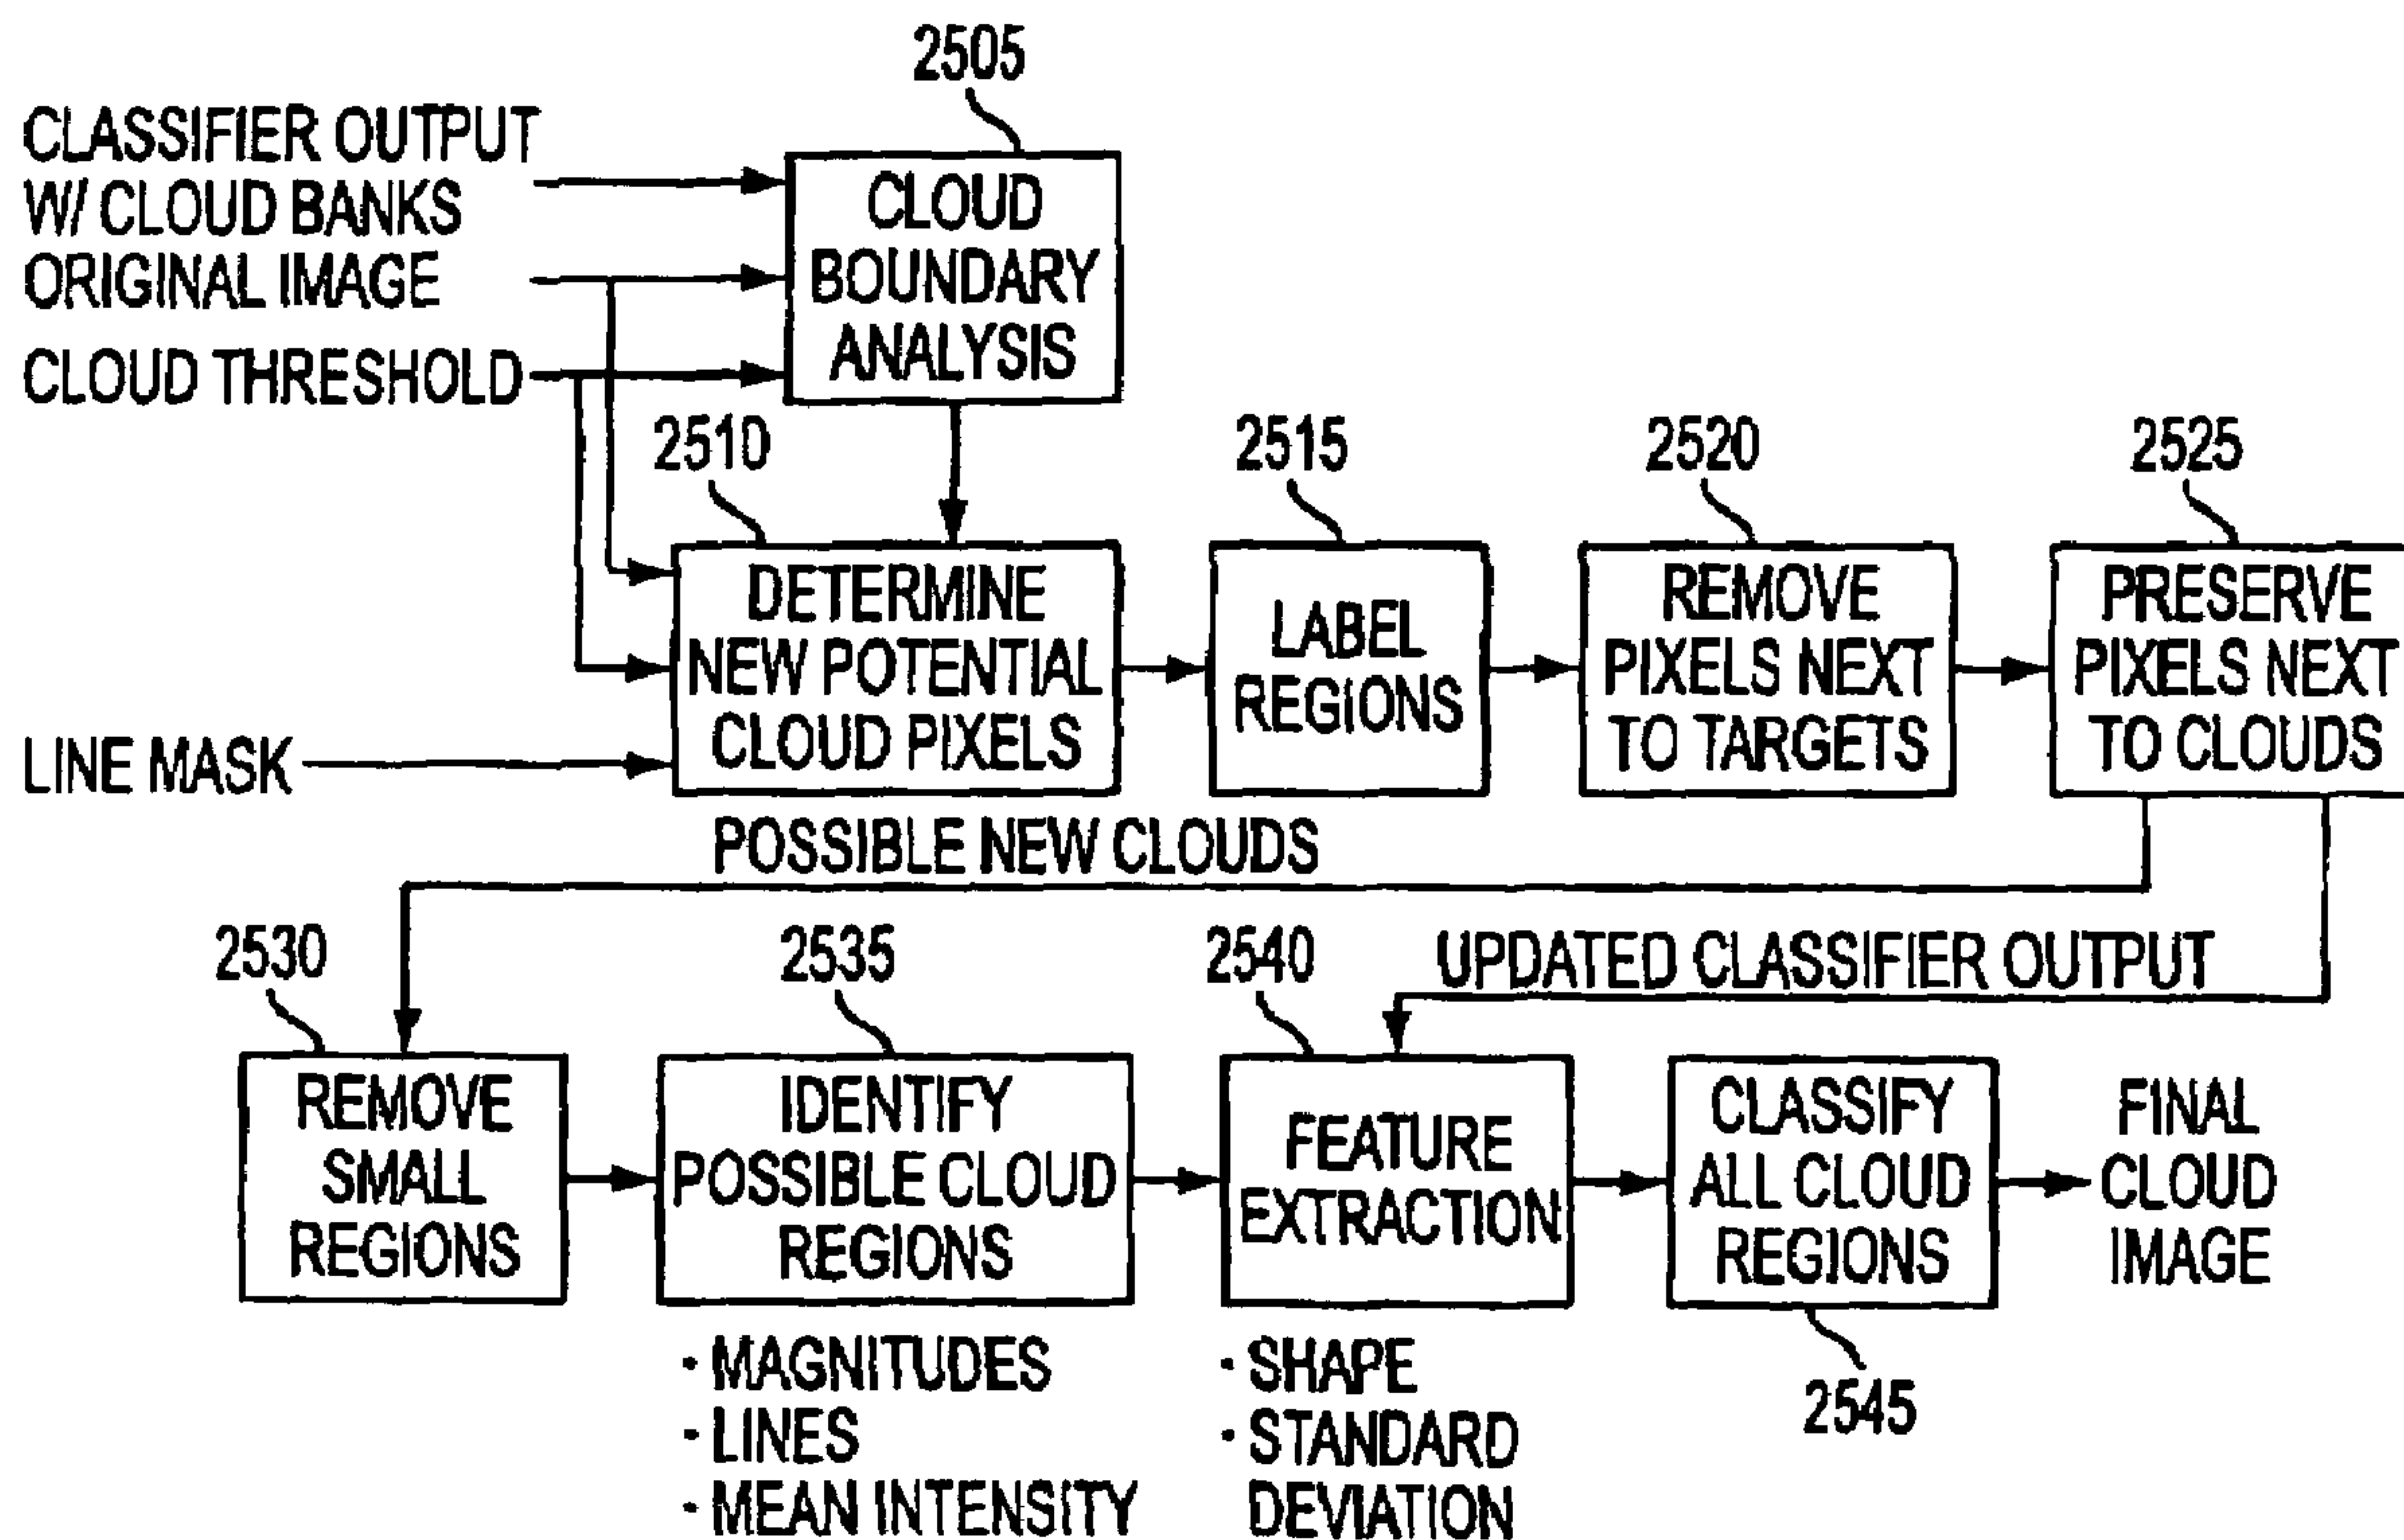 2505
CLASSIFIER OUTPUT
W/ CLOUD BANKS
ORIGINAL IMAGE
CLOUD THRESHOLD
CLOUD
BOUNDARY
ANALYSIS
2510
2515
2520
2525
LINE MASK
DETERMINE
NEW POTENTIAL
CLOUD PIXELS
LABEL
REGIONS
REMOVE
PIXELS NEXT
TO TARGETS
PRESERVE
PIXELS NEXT
TO CLOUDS
POSSIBLE NEW CLOUDS
2530
2535
2540
UPDATED CLASSIFIER OUTPUT
REMOVE
SMALL
REGIONS
IDENTIFY
POSSIBLE CLOUD
REGIONS
FEATURE
EXTRACTION
CLASSIFY
ALL CLOUD
REGIONS
FINAL
CLOUD
IMAGE
· MAGNITUDES
· LINES
· MEAN INTENSITY
· SHAPE
· STANDARD
DEVIATION
2545